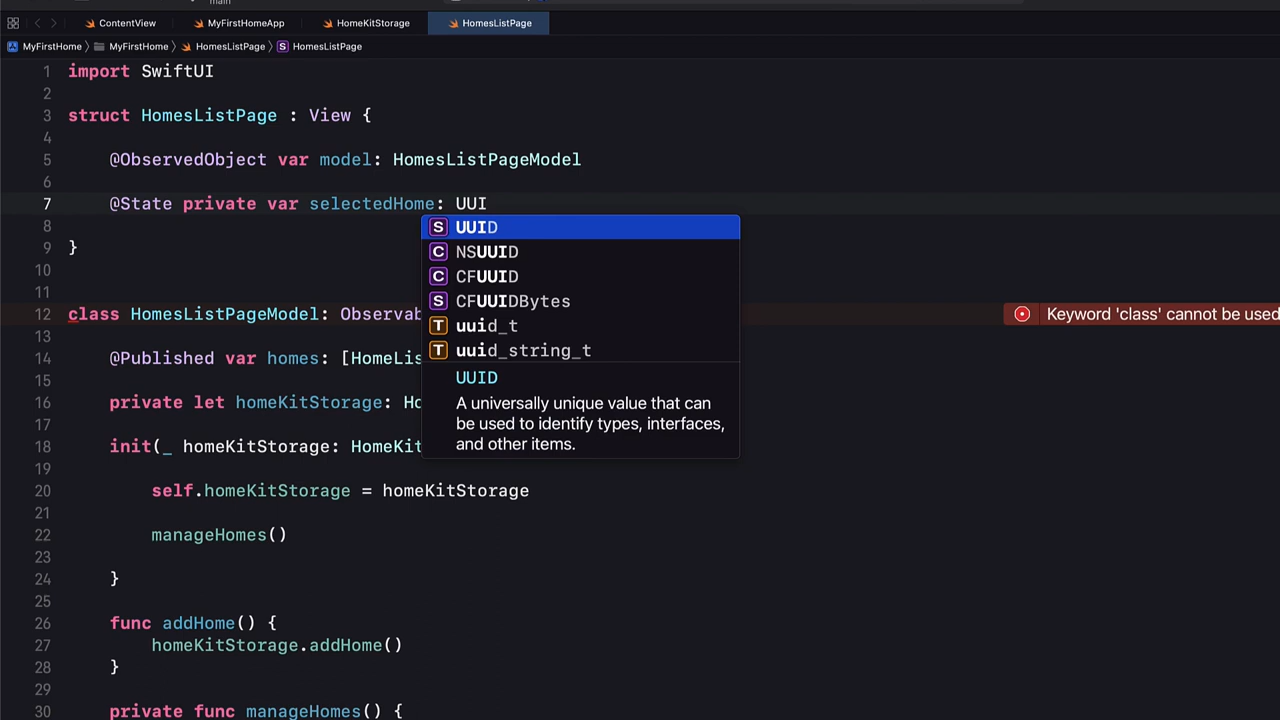 main
ContentView MyFirstHomeApp HomeKitStorage HomesListPage
MyFirstHome MyFirstHome HomesListPage S HomesListPage
1 import SwiftUI
2
3 struct HomesListPage : View {
4
5 @ObservedObject var model: HomesListPageModel
6
7 @State private var selectedHome: UUI
8
9 }
10
11
12 class HomesListPageModel: Observab
13
14 @Published var homes: [HomeLis
15
16 private let homeKitStorage: Ho
17
18 init(_ homeKitStorage: HomeKit
19
20 self.homeKitStorage = homeKitStorage
21
22 manageHomes()
23
24 }
25
26 func addHome() {
27 homeKitStorage.addHome()
28 }
29
30 private func manageHomes() {
S UUID
C NSUUID
C CFUUID
S CFUUIDBytes
T uuid_t
T uuid_string_t
UUID
A universally unique value that can
be used to identify types, interfaces,
and other items.
Keyword 'class' cannot be used